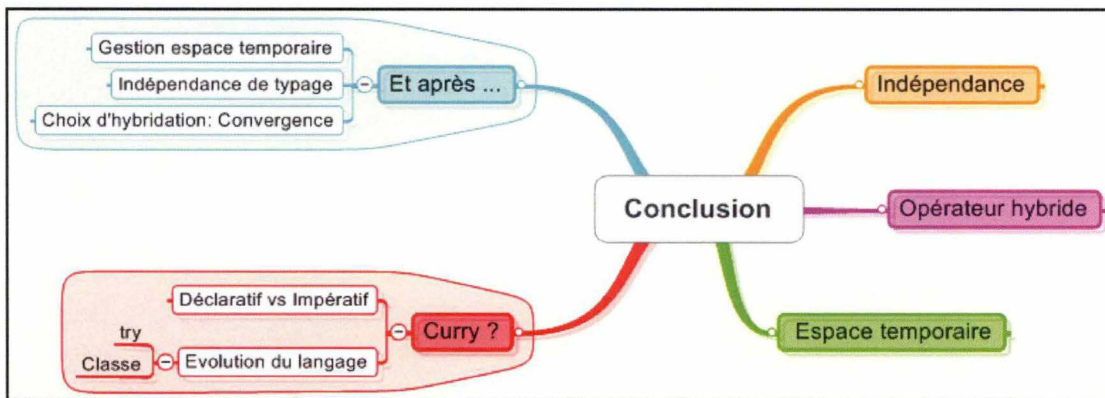 Gestion espace temporaire
Indépendance de typage
Choix d'hybridation: Convergence
Et après ...
Indépendance
Conclusion
Opérateur hybride
Espace temporaire
Déclaratif vs Impératif
Curry ?
try
Classe
Evolution du langage